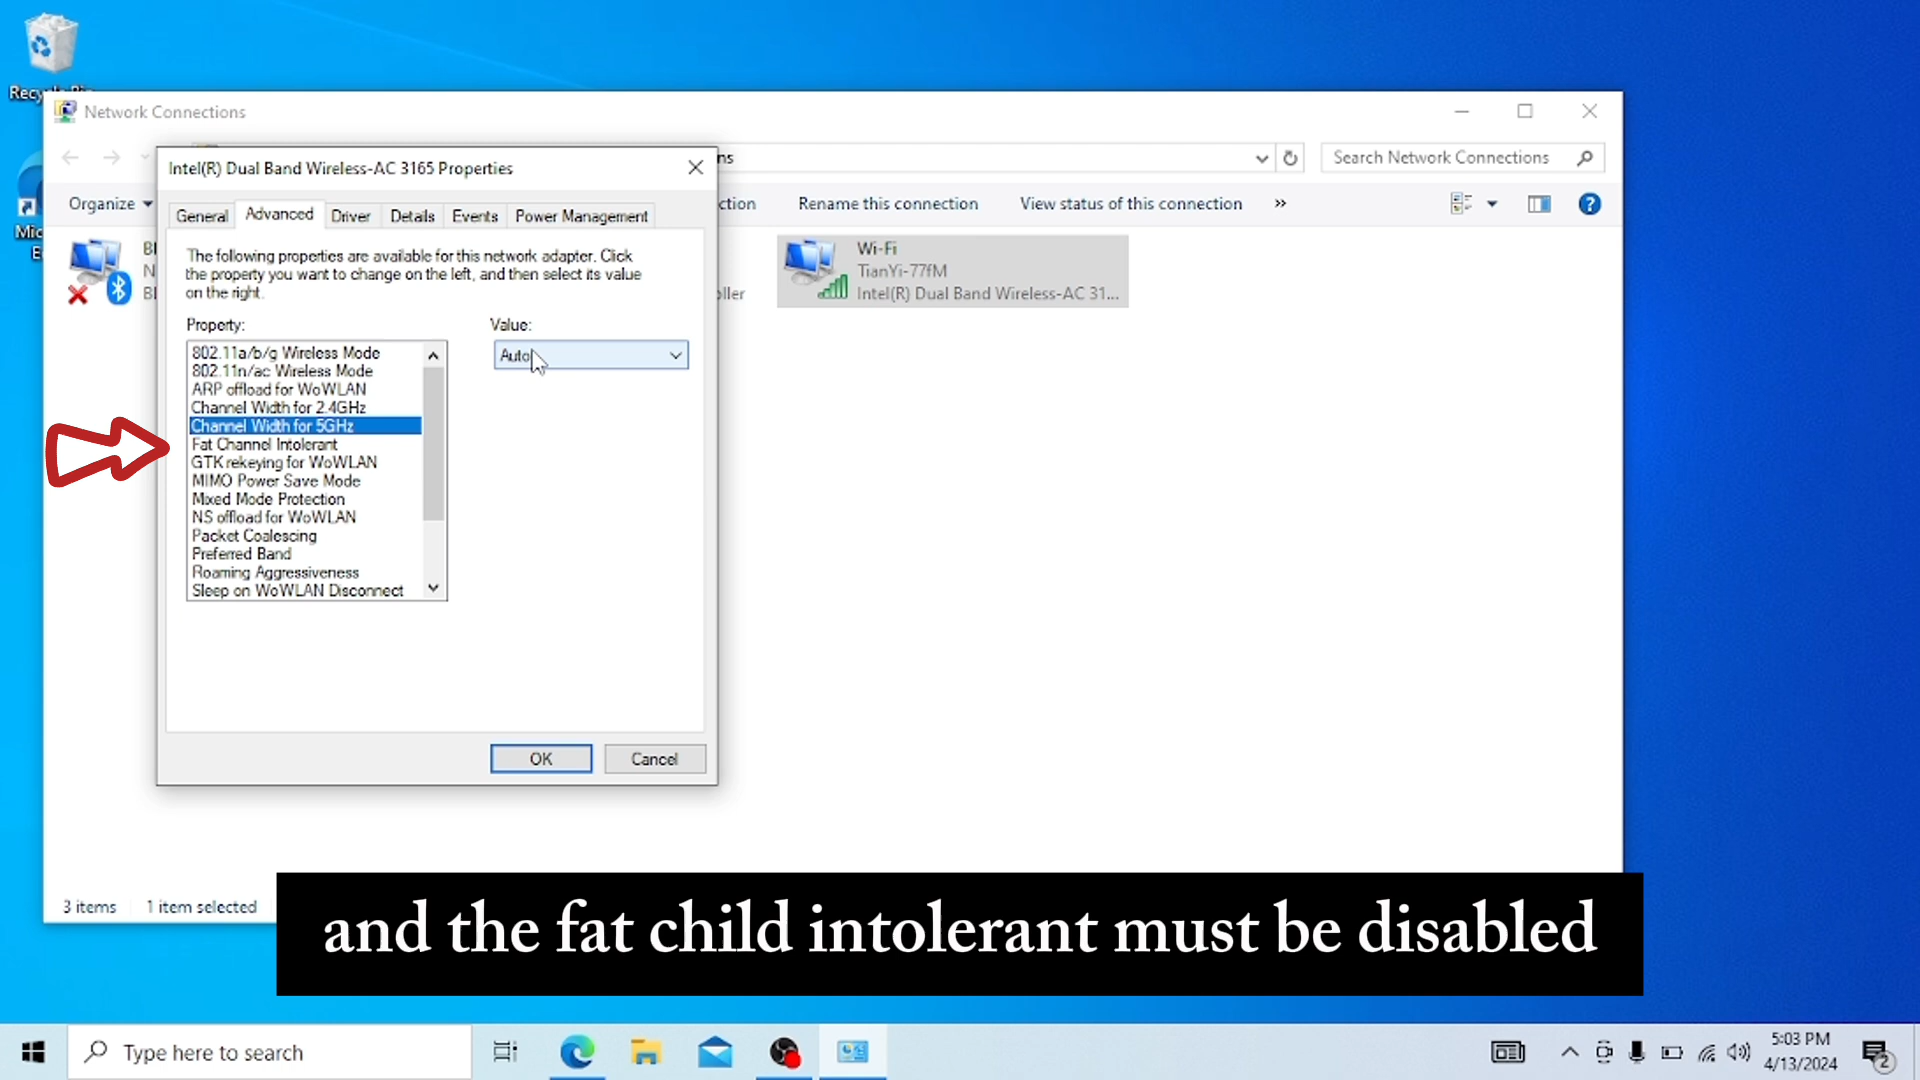 Recycle Bin
Network Connections
ns
Search Network Connections
Intel(R) Dual Band Wireless-AC 3165 Properties
Organize
ction
Rename this connection
View status of this connection
»
General
Advanced
Driver
Details
Events
Power Management
The following properties are available for this network adapter. Click
the property you want to change on the left, and then select its value
on the right.
Property:
Value:
802.11a/b/g Wireless Mode
802.11n/ac Wireless Mode
ARP offload for WoWLAN
Channel Width for 2.4GHz
Channel Width for 5GHz
Fat Channel Intolerant
GTK rekeying for WoWLAN
MIMO Power Save Mode
Mixed Mode Protection
NS offload for WoWLAN
Packet Coalescing
Preferred Band
Roaming Aggressiveness
Sleep on WoWLAN Disconnect
Auto
OK
Cancel
Mic
E
Bl
N
Bl
oller
Wi-Fi
TianYi-77fM
Intel(R) Dual Band Wireless-AC 31...
3 items
1 item selected
and the fat child intolerant must be disabled
Type here to search
5:03 PM
4/13/2024
2